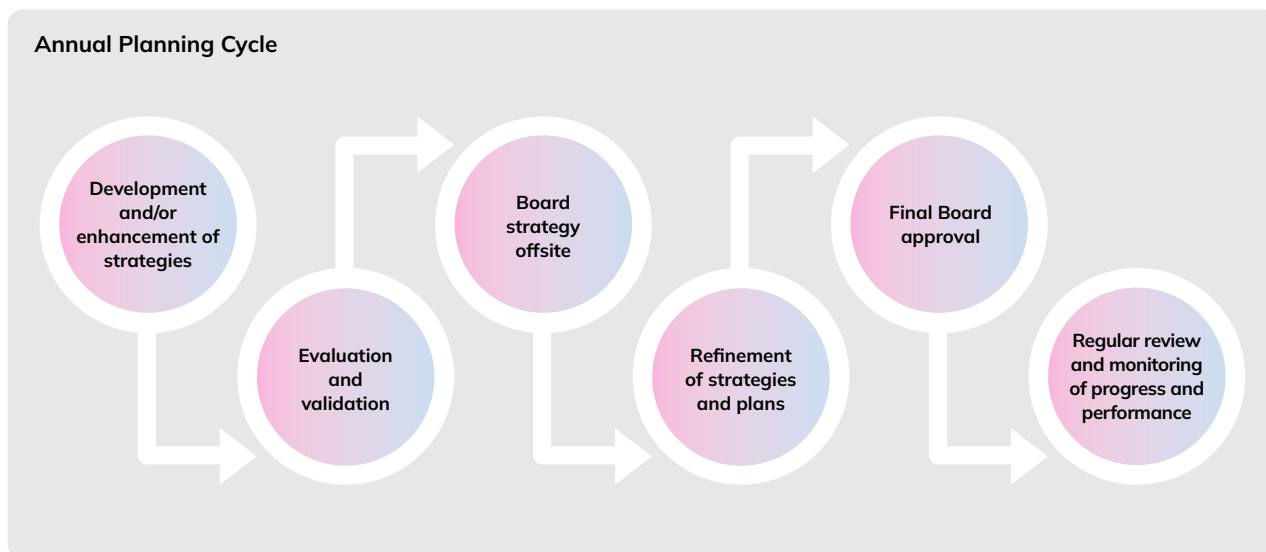 Annual Planning Cycle
Development
and/or
enhancement of
strategies
Evaluation
and
validation
Board
strategy
offsite
Refinement
of strategies
and plans
Final Board
approval
Regular review
and monitoring
of progress and
performance